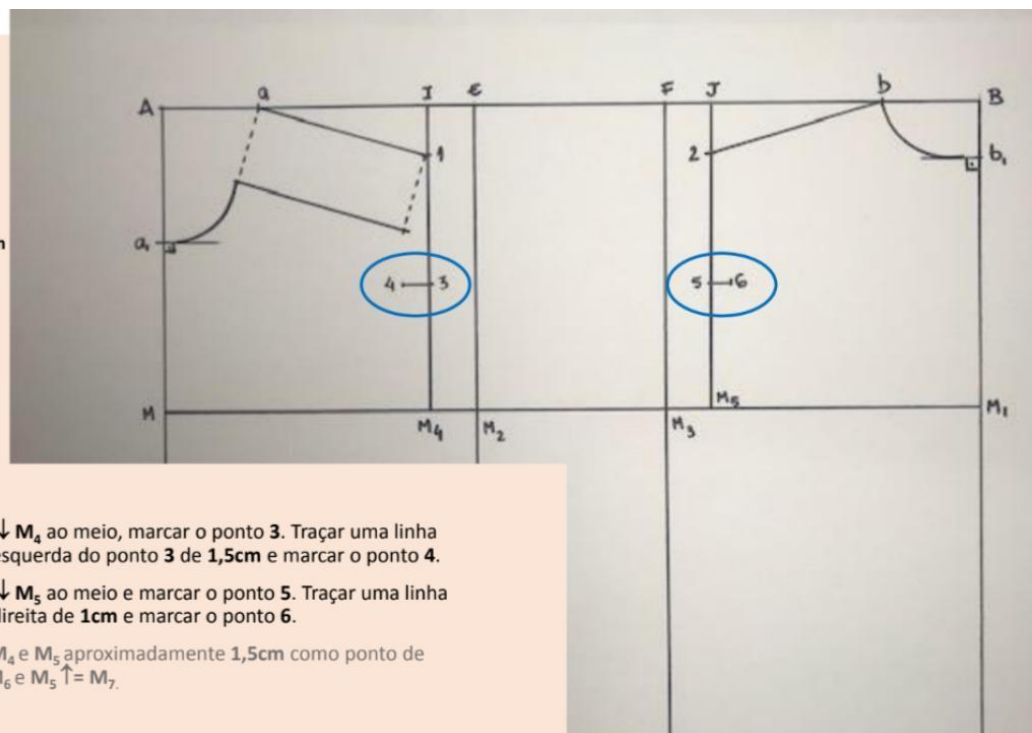 A a I E F J b B
1 2 b₁
n
a₁
4 3 5 6
M M₄ M₂ M₃ M₅ M₁
↓ M₄ ao meio, marcar o ponto 3. Traçar uma linha
esquerda do ponto 3 de 1,5cm e marcar o ponto 4.
↓ M₅ ao meio e marcar o ponto 5. Traçar uma linha
direita de 1cm e marcar o ponto 6.
M₄ e M₅ aproximadamente 1,5cm como ponto de
M₆ e M₅ ↑= M₇.